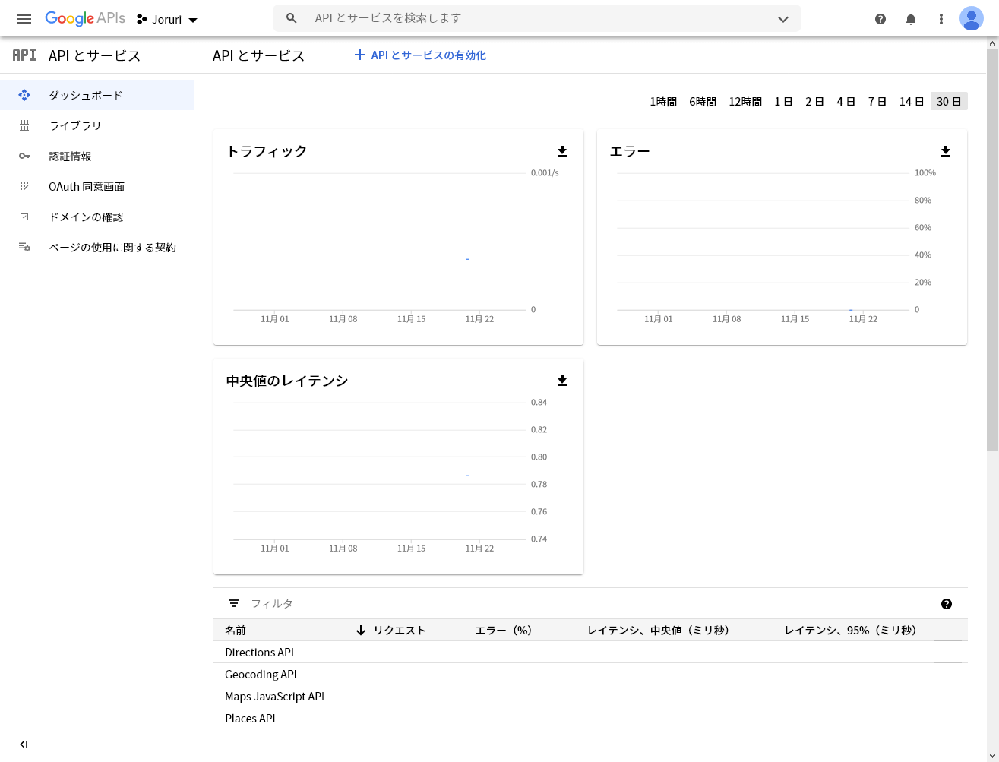 Google APIs
Joruri
API とサービスを検索します
API
API とサービス
API とサービス
API とサービスの有効化
ダッシュボード
ライブラリ
認証情報
OAuth 同意画面
ドメインの確認
ページの使用に関する契約
1時間 6時間 12時間 1 日 2 日 4 日 7 日 14 日 30 日
トラフィック
0.001/s
0
11月 01 11月 08 11月 15 11月 22
エラー
100%
80%
60%
40%
20%
0
11月 01 11月 08 11月 15 11月 22
中央値のレイテンシ
0.84
0.82
0.80
0.78
0.76
0.74
11月 01 11月 08 11月 15 11月 22
フィルタ
名前 リクエスト エラー（%） レイテンシ、中央値（ミリ秒） レイテンシ、95%（ミリ秒）
Directions API
Geocoding API
Maps JavaScript API
Places API